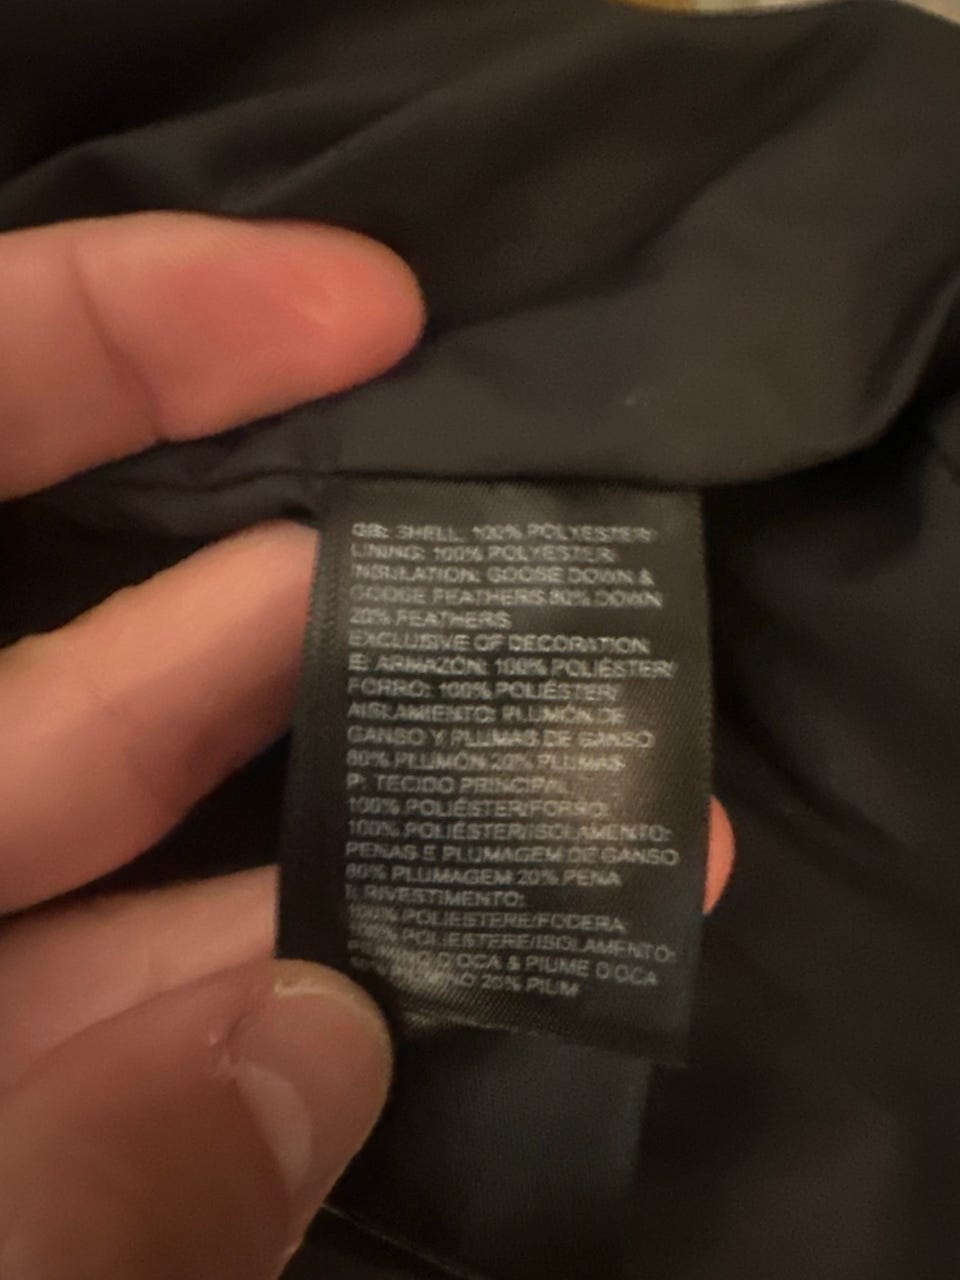 GB: SHELL: 100% POLYESTER/
LINING: 100% POLYESTER/
INSULATION: GOOSE DOWN &
GOOSE FEATHERS 80% DOWN
20% FEATHERS
EXCLUSIVE OF DECORATION
E: ARMAZÓN: 100% POLIÉSTER/
FORRO: 100% POLIÉSTER/
AISLAMIENTO: PLUMÓN DE
GANSO Y PLUMAS DE GANSO
80% PLUMÓN 20% PLUMAS
P: TECIDO PRINCIPAL
100% POLIÉSTER/FORRO:
100% POLIÉSTER/ISOLAMENTO:
PENAS E PLUMAGEM DE GANSO
80% PLUMAGEM 20% PENA
I: RIVESTIMENTO:
100% POLIESTERE/FODERA:
100% POLIESTERE/ISOLAMENTO:
PIUMINO D'OCA & PIUME D'OCA
80% PIUMINO 20% PIUM